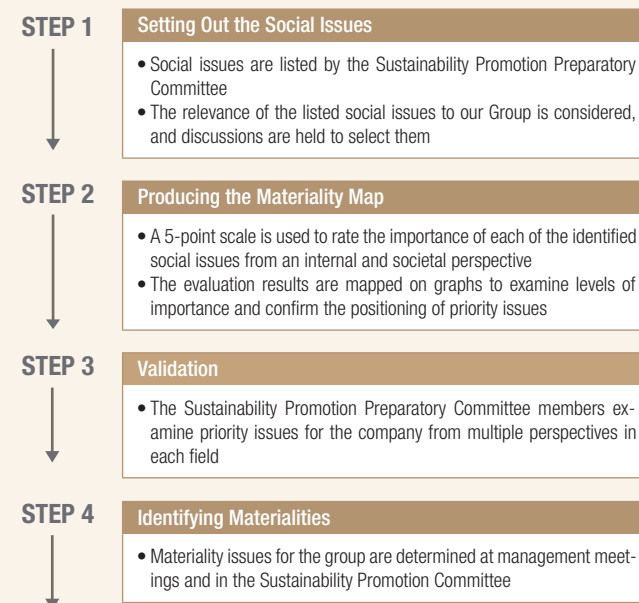 STEP 1
Setting Out the Social Issues
• Social issues are listed by the Sustainability Promotion Preparatory
Committee
• The relevance of the listed social issues to our Group is considered,
and discussions are held to select them
STEP 2
Producing the Materiality Map
• A 5-point scale is used to rate the importance of each of the identified
social issues from an internal and societal perspective
• The evaluation results are mapped on graphs to examine levels of
importance and confirm the positioning of priority issues
STEP 3
Validation
• The Sustainability Promotion Preparatory Committee members ex-
amine priority issues for the company from multiple perspectives in
each field
STEP 4
Identifying Materialities
• Materiality issues for the group are determined at management meet-
ings and in the Sustainability Promotion Committee